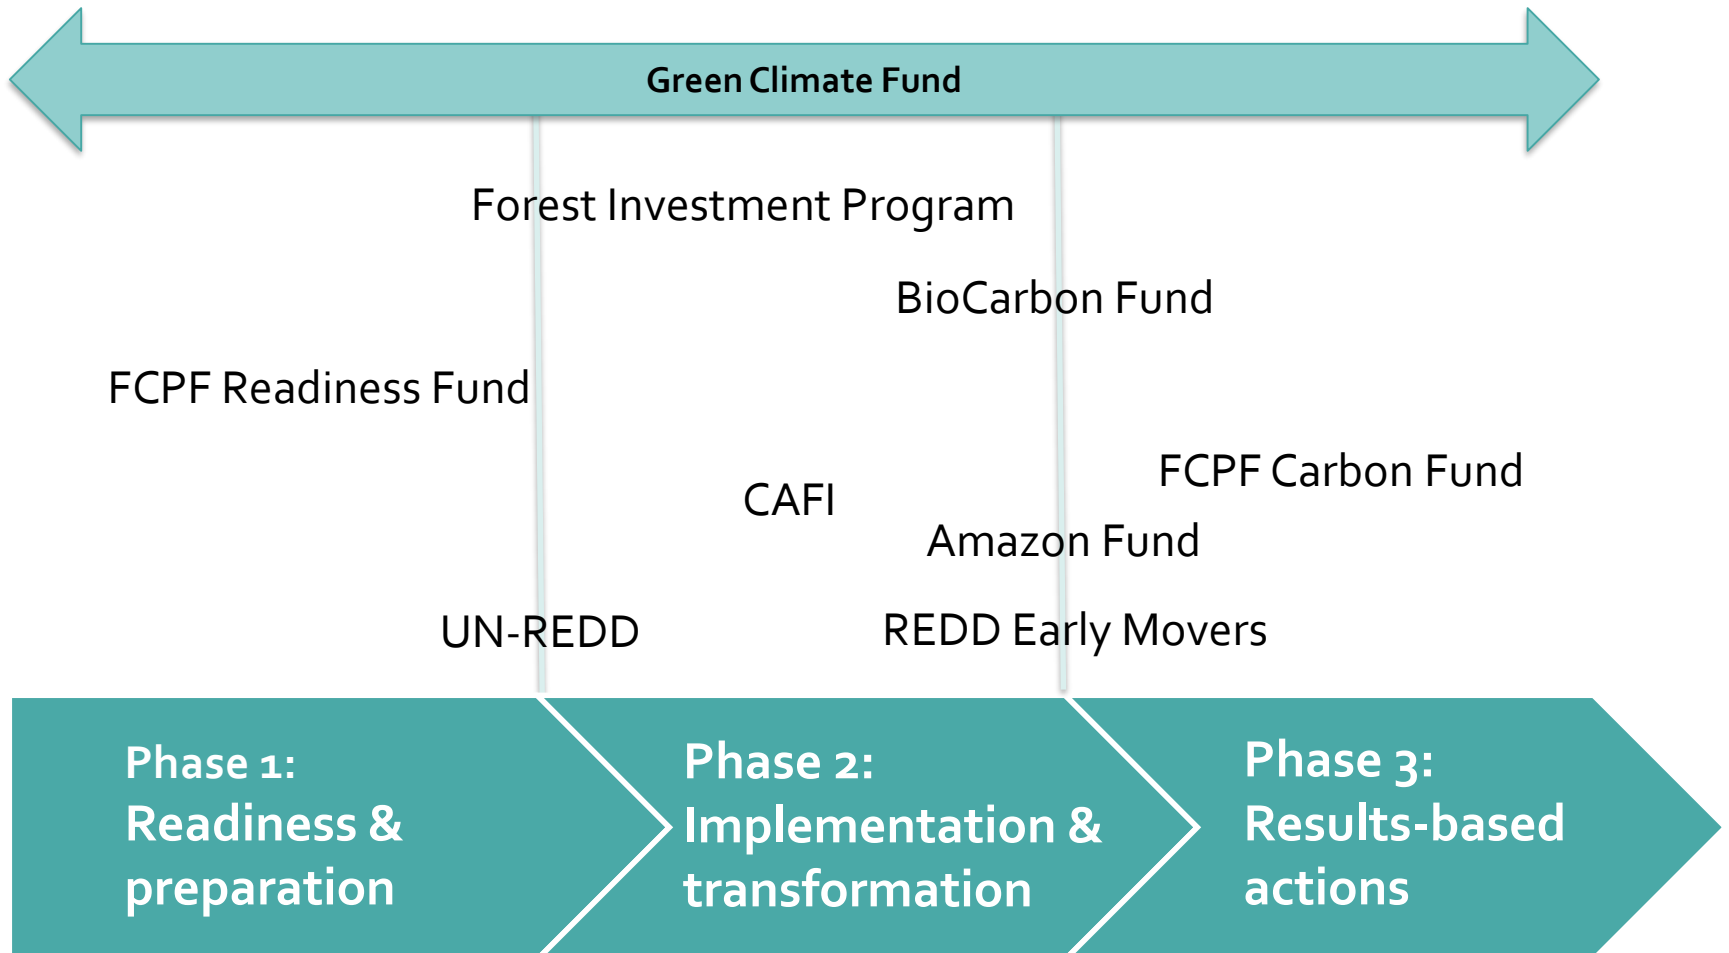 Green Climate Fund
Forest Investment Program
BioCarbon Fund
FCPF Readiness Fund
FCPF Carbon Fund
CAFI
Amazon Fund
UN-REDD
REDD Early Movers
Phase 1:
Readiness &
preparation
Phase 2:
Implementation &
transformation
Phase 3:
Results-based
actions